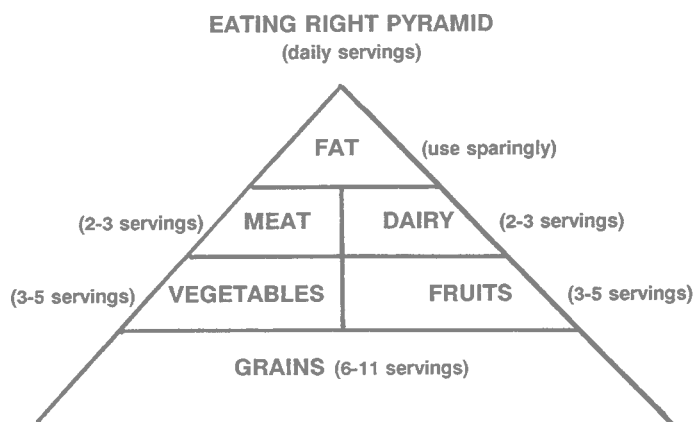 EATING RIGHT PYRAMID
(daily servings)
FAT (use sparingly)
(2-3 servings) MEAT DAIRY (2-3 servings)
(3-5 servings) VEGETABLES FRUITS (3-5 servings)
GRAINS (6-11 servings)